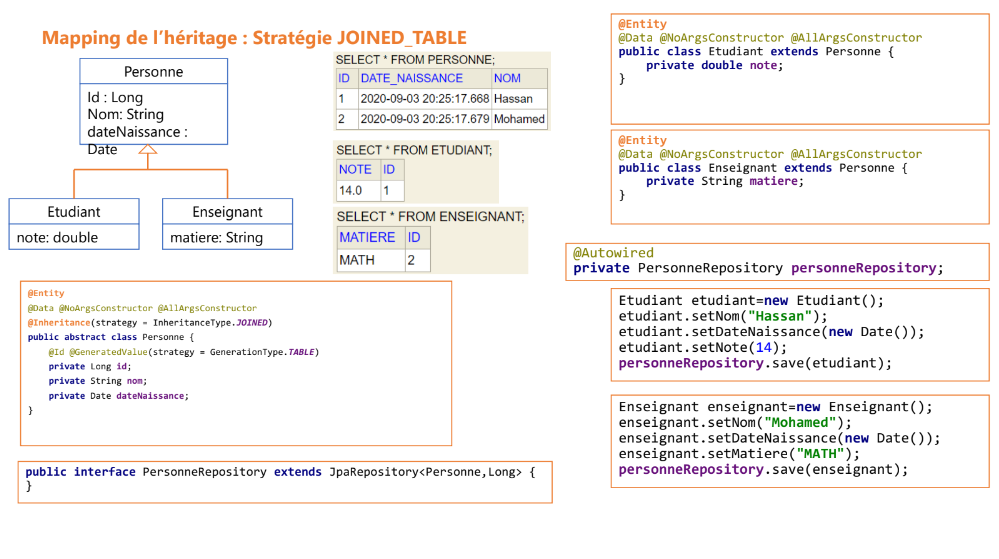 Mapping de l’héritage : Stratégie JOINED_TABLE
Personne
Id : Long
Nom: String
dateNaissance :
Date
Etudiant
note: double
Enseignant
matiere: String
SELECT * FROM PERSONNE;
ID DATE_NAISSANCE NOM
1 2020-09-03 20:25:17.668 Hassan
2 2020-09-03 20:25:17.679 Mohamed
SELECT * FROM ETUDIANT;
NOTE ID
14.0 1
SELECT * FROM ENSEIGNANT;
MATIERE ID
MATH 2
@Entity
@Data @NoArgsConstructor @AllArgsConstructor
@Inheritance(strategy = InheritanceType.JOINED)
public abstract class Personne {
@Id @GeneratedValue(strategy = GenerationType.TABLE)
private Long id;
private String nom;
private Date dateNaissance;
}
public interface PersonneRepository extends JpaRepository<Personne,Long> {
}
@Entity
@Data @NoArgsConstructor @AllArgsConstructor
public class Etudiant extends Personne {
private double note;
}
@Entity
@Data @NoArgsConstructor @AllArgsConstructor
public class Enseignant extends Personne {
private String matiere;
}
@Autowired
private PersonneRepository personneRepository;
Etudiant etudiant=new Etudiant();
etudiant.setNom("Hassan");
etudiant.setDateNaissance(new Date());
etudiant.setNote(14);
personneRepository.save(etudiant);
Enseignant enseignant=new Enseignant();
enseignant.setNom("Mohamed");
enseignant.setDateNaissance(new Date());
enseignant.setMatiere("MATH");
personneRepository.save(enseignant);